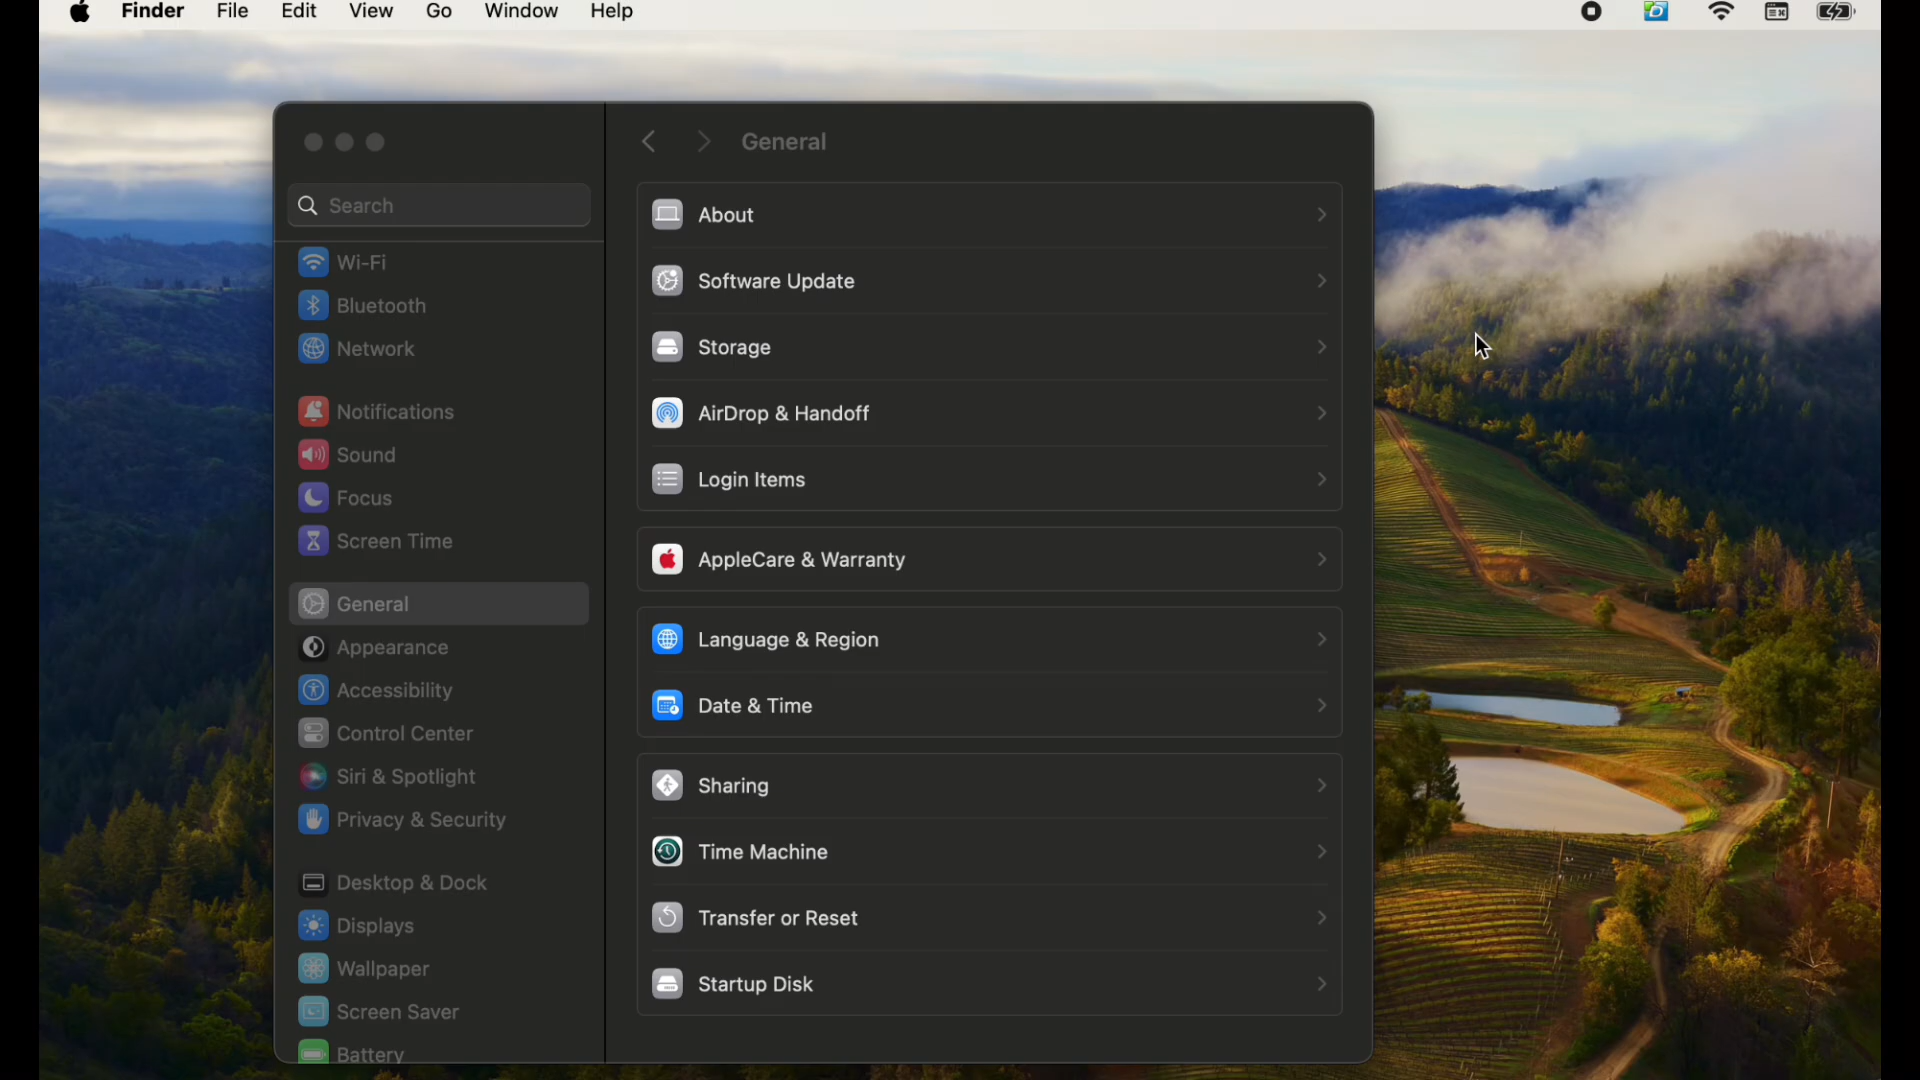 Finder File Edit View Go Window Help
General
Search
Wi-Fi
Bluetooth
Network
Notifications
Sound
Focus
Screen Time
General
Appearance
Accessibility
Control Center
Siri & Spotlight
Privacy & Security
Desktop & Dock
Displays
Wallpaper
Screen Saver
Battery
About
Software Update
Storage
AirDrop & Handoff
Login Items
AppleCare & Warranty
Language & Region
Date & Time
Sharing
Time Machine
Transfer or Reset
Startup Disk